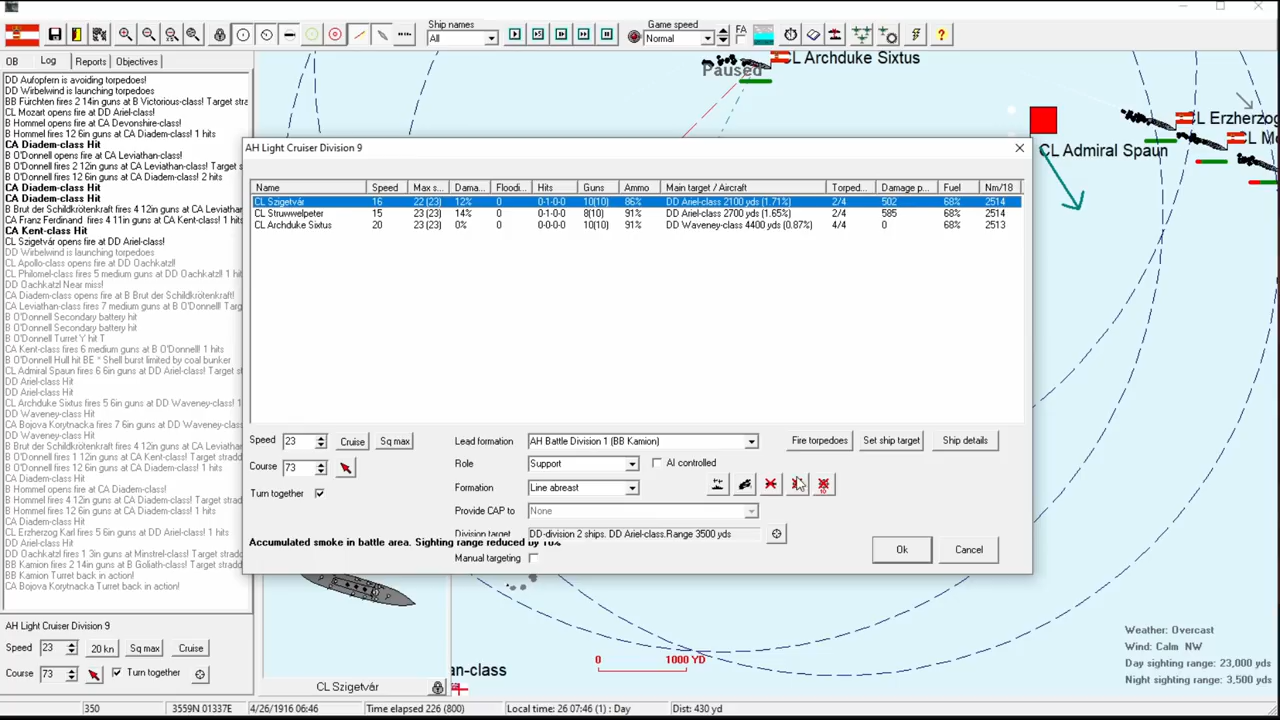 Ship names
Game speed
All
Normal
FA
OB
Log
Reports
Objectives
DD Aufopfern is avoiding torpedoes!
DD Wirbelwind is launching torpedoes
BB Fürchten fires 2 14in guns at B Victorious-class! Target stra
CL Mozart opens fire at DD Ariel-class!
B Hommel opens fire at CA Devonshire-class!
B Hommel fires 12 6in guns at CA Diadem-class! 1 hits
CA Diadem-class Hit
B O'Donnell opens fire at CA Leviathan-class!
B O'Donnell fires 2 12in guns at CA Leviathan-class! Target stra
B O'Donnell fires 12 6in guns at CA Diadem-class! 2 hits
CA Diadem-class Hit
CA Diadem-class Hit
B Brut der Schildkrötenkraft fires 4 12in guns at CA Leviathan-
CA Franz Ferdinand fires 4 11in guns at CA Kent-class! 1 hits
CA Kent-class Hit
CL Szigetvár opens fire at DD Ariel-class!
DD Wirbelwind is launching torpedoes
CL Apollo-class opens fire at DD Oachkatzl!
CL Philomel-class fires 5 medium guns at DD Oachkatzl! 1 hit
DD Oachkatzl Near miss!
CA Diadem-class opens fire at B Brut der Schildkrötenkraft!
CA Leviathan-class fires 7 medium guns at B O'Donnell! Targ
B O'Donnell Secondary battery hit
B O'Donnell Secondary battery hit
B O'Donnell Turret Y hit T
CA Kent-class fires 6 medium guns at B O'Donnell! 1 hits
B O'Donnell Hull hit BE * Shell burst limited by coal bunker
CL Admiral Spaun fires 6 6in guns at DD Ariel-class! Target st
DD Ariel-class Hit
DD Ariel-class Hit
CL Archduke Sixtus fires 5 6in guns at DD Waveney-class! 1
DD Waveney-class Hit
CA Bojova Korytnacka fires 7 6in guns at DD Waveney-class!
DD Waveney-class Hit
B Brut der Schildkrötenkraft fires 4 12in guns at CA Leviathan-
B O'Donnell fires 1 12in guns at CA Leviathan-class! Target st
B O'Donnell fires 12 6in guns at CA Diadem-class! 1 hits
CA Diadem-class Hit
B Hommel opens fire at CA Diadem-class!
B Hommel fires 4 12in guns at CA Diadem-class! Target stradd
B Hommel fires 12 6in guns at CA Diadem-class! 1 hits
CA Diadem-class Hit
CL Erzherzog Karl fires 5 6in guns at DD Ariel-class! Target st
DD Ariel-class Hit
DD Oachkatzl fires 1 3in guns at Minstrel-class! Target stradd
BB Kamion fires 2 14in guns at B Goliath-class! Target stradd
BB Kamion Turret back in action!
CA Bojova Korytnacka Turret back in action!
Paused
CL Archduke Sixtus
CL Erzherzog
CL Mo
CL Admiral Spaun
AH Light Cruiser Division 9
Name Speed Max s... Dama... Floodi... Hits Guns Ammo Main target / Aircraft Torped... Damage p... Fuel Nm/18
CL Szigetvár 16 22 (23) 12% 0 0-1-0-0 10(10) 86% DD Ariel-class 2100 yds (1.71%) 2/4 502 68% 2514
CL Struwwelpeter 15 23 (23) 14% 0 0-1-0-0 8(10) 91% DD Ariel-class 2700 yds (1.65%) 2/4 585 68% 2514
CL Archduke Sixtus 20 23 (23) 0% 0 0-0-0-0 10(10) 91% DD Waveney-class 4400 yds (0.87%) 4/4 0 68% 2513
Speed 23 Cruise Sq max
Lead formation AH Battle Division 1 (BB Kamion)
Fire torpedoes Set ship target Ship details
Course 73
Role Support AI controlled
Turn together
Formation Line abreast
10
Provide CAP to None
Division target DD-division 2 ships. DD Ariel-class.Range 3500 yds
Accumulated smoke in battle area. Sighting range reduced by 10%
Manual targeting
Ok Cancel
AH Light Cruiser Division 9
Speed 23 20 kn Sq max Cruise
Course 73 Turn together
CL Szigetvár
an-class
0 1000 YD
Weather: Overcast
Wind: Calm NW
Day sighting range: 23,000 yds
Night sighting range: 3,500 yds
350 3559N 01337E 4/26/1916 06:46 Time elapsed 226 (800) Local time: 26 07:46 (1) : Day Dist: 430 yd